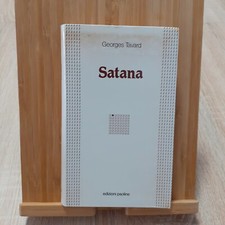 Georges Tavard
Satana
edizioni paoline